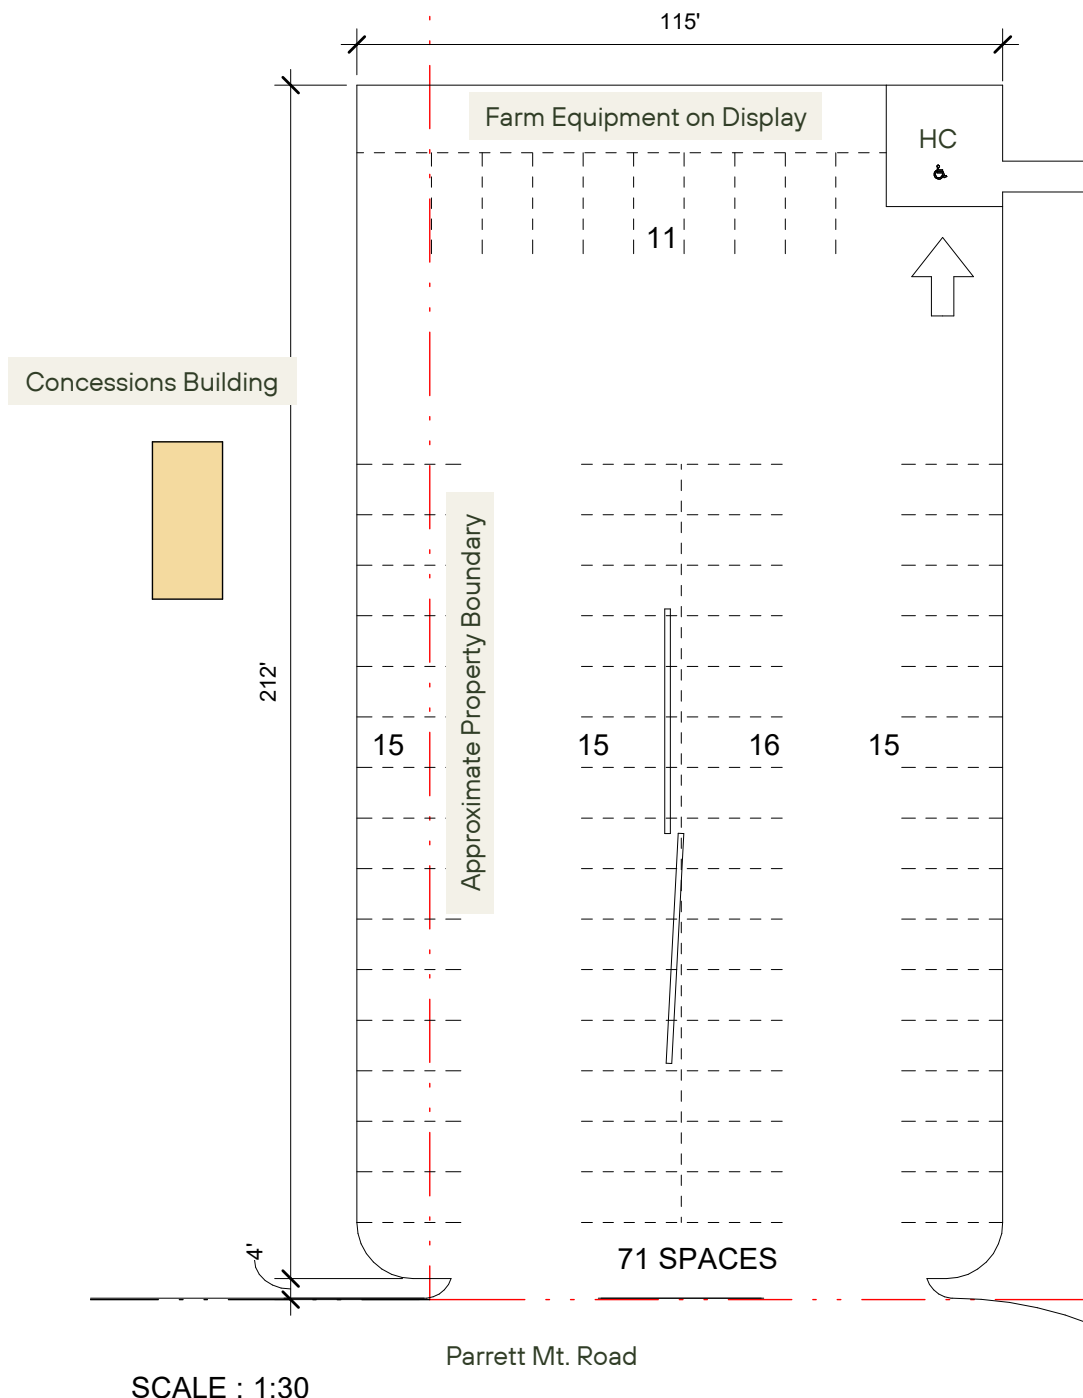 115'
Farm Equipment on Display
HC
11
Concessions Building
Approximate Property Boundary
212'
15
15
16
15
4'
71 SPACES
Parrett Mt. Road
SCALE : 1:30